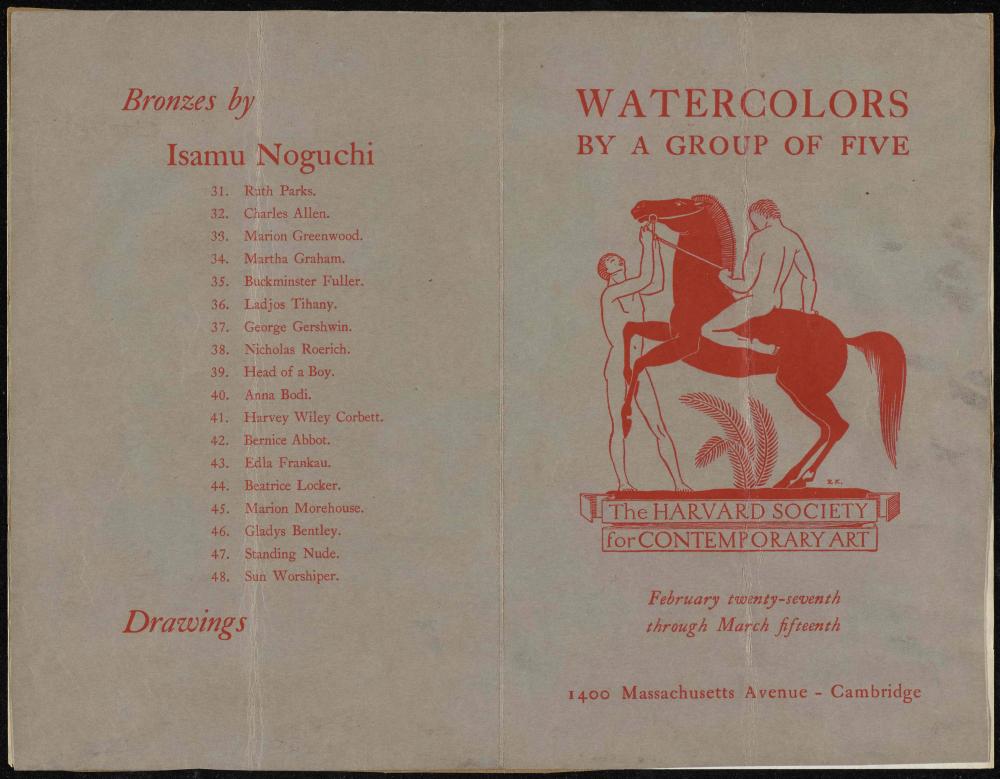 Bronzes by
Isamu Noguchi
31. Ruth Parks.
32. Charles Allen.
33. Marion Greenwood.
34. Martha Graham.
35. Buckminster Fuller.
36. Ladjos Tihany.
37. George Gershwin.
38. Nicholas Roerich.
39. Head of a Boy.
40. Anna Bodi.
41. Harvey Wiley Corbett.
42. Bernice Abbot.
43. Edla Frankau.
44. Beatrice Locker.
45. Marion Morehouse.
46. Gladys Bentley.
47. Standing Nude.
48. Sun Worshiper.
Drawings
WATERCOLORS
BY A GROUP OF FIVE
R.K.
The HARVARD SOCIETY
for CONTEMPORARY ART
February twenty-seventh
through March fifteenth
1400 Massachusetts Avenue - Cambridge